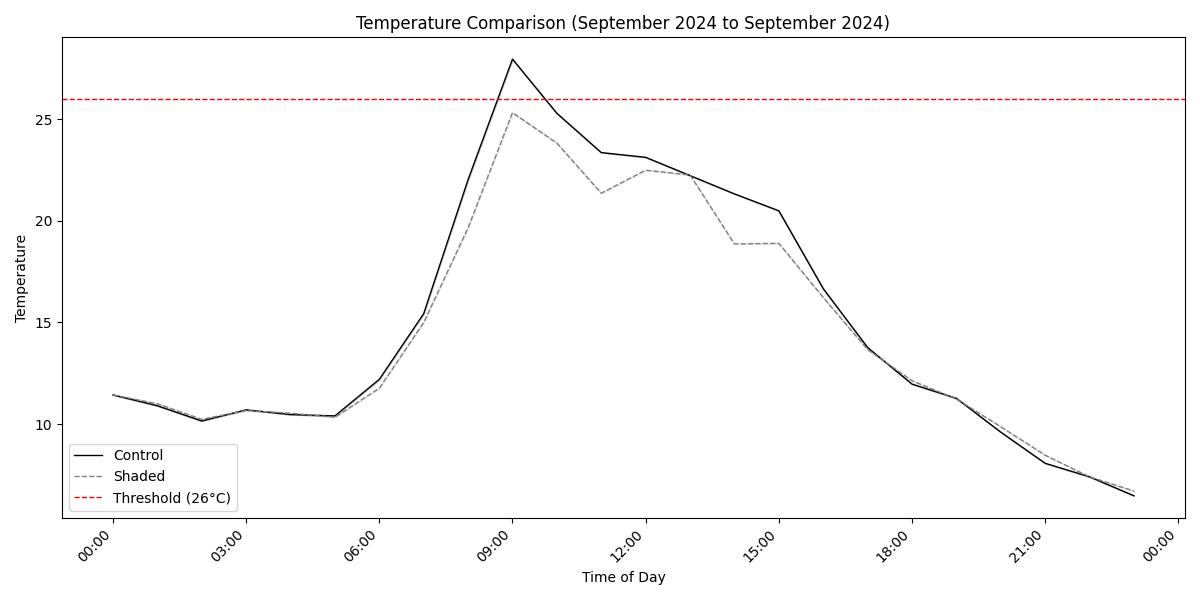 Temperature Comparison (September 2024 to September 2024)
Temperature
25
20
15
10
Control
Shaded
Threshold (26°C)
00:00
03:00
06:00
09:00
12:00
15:00
18:00
21:00
00:00
Time of Day